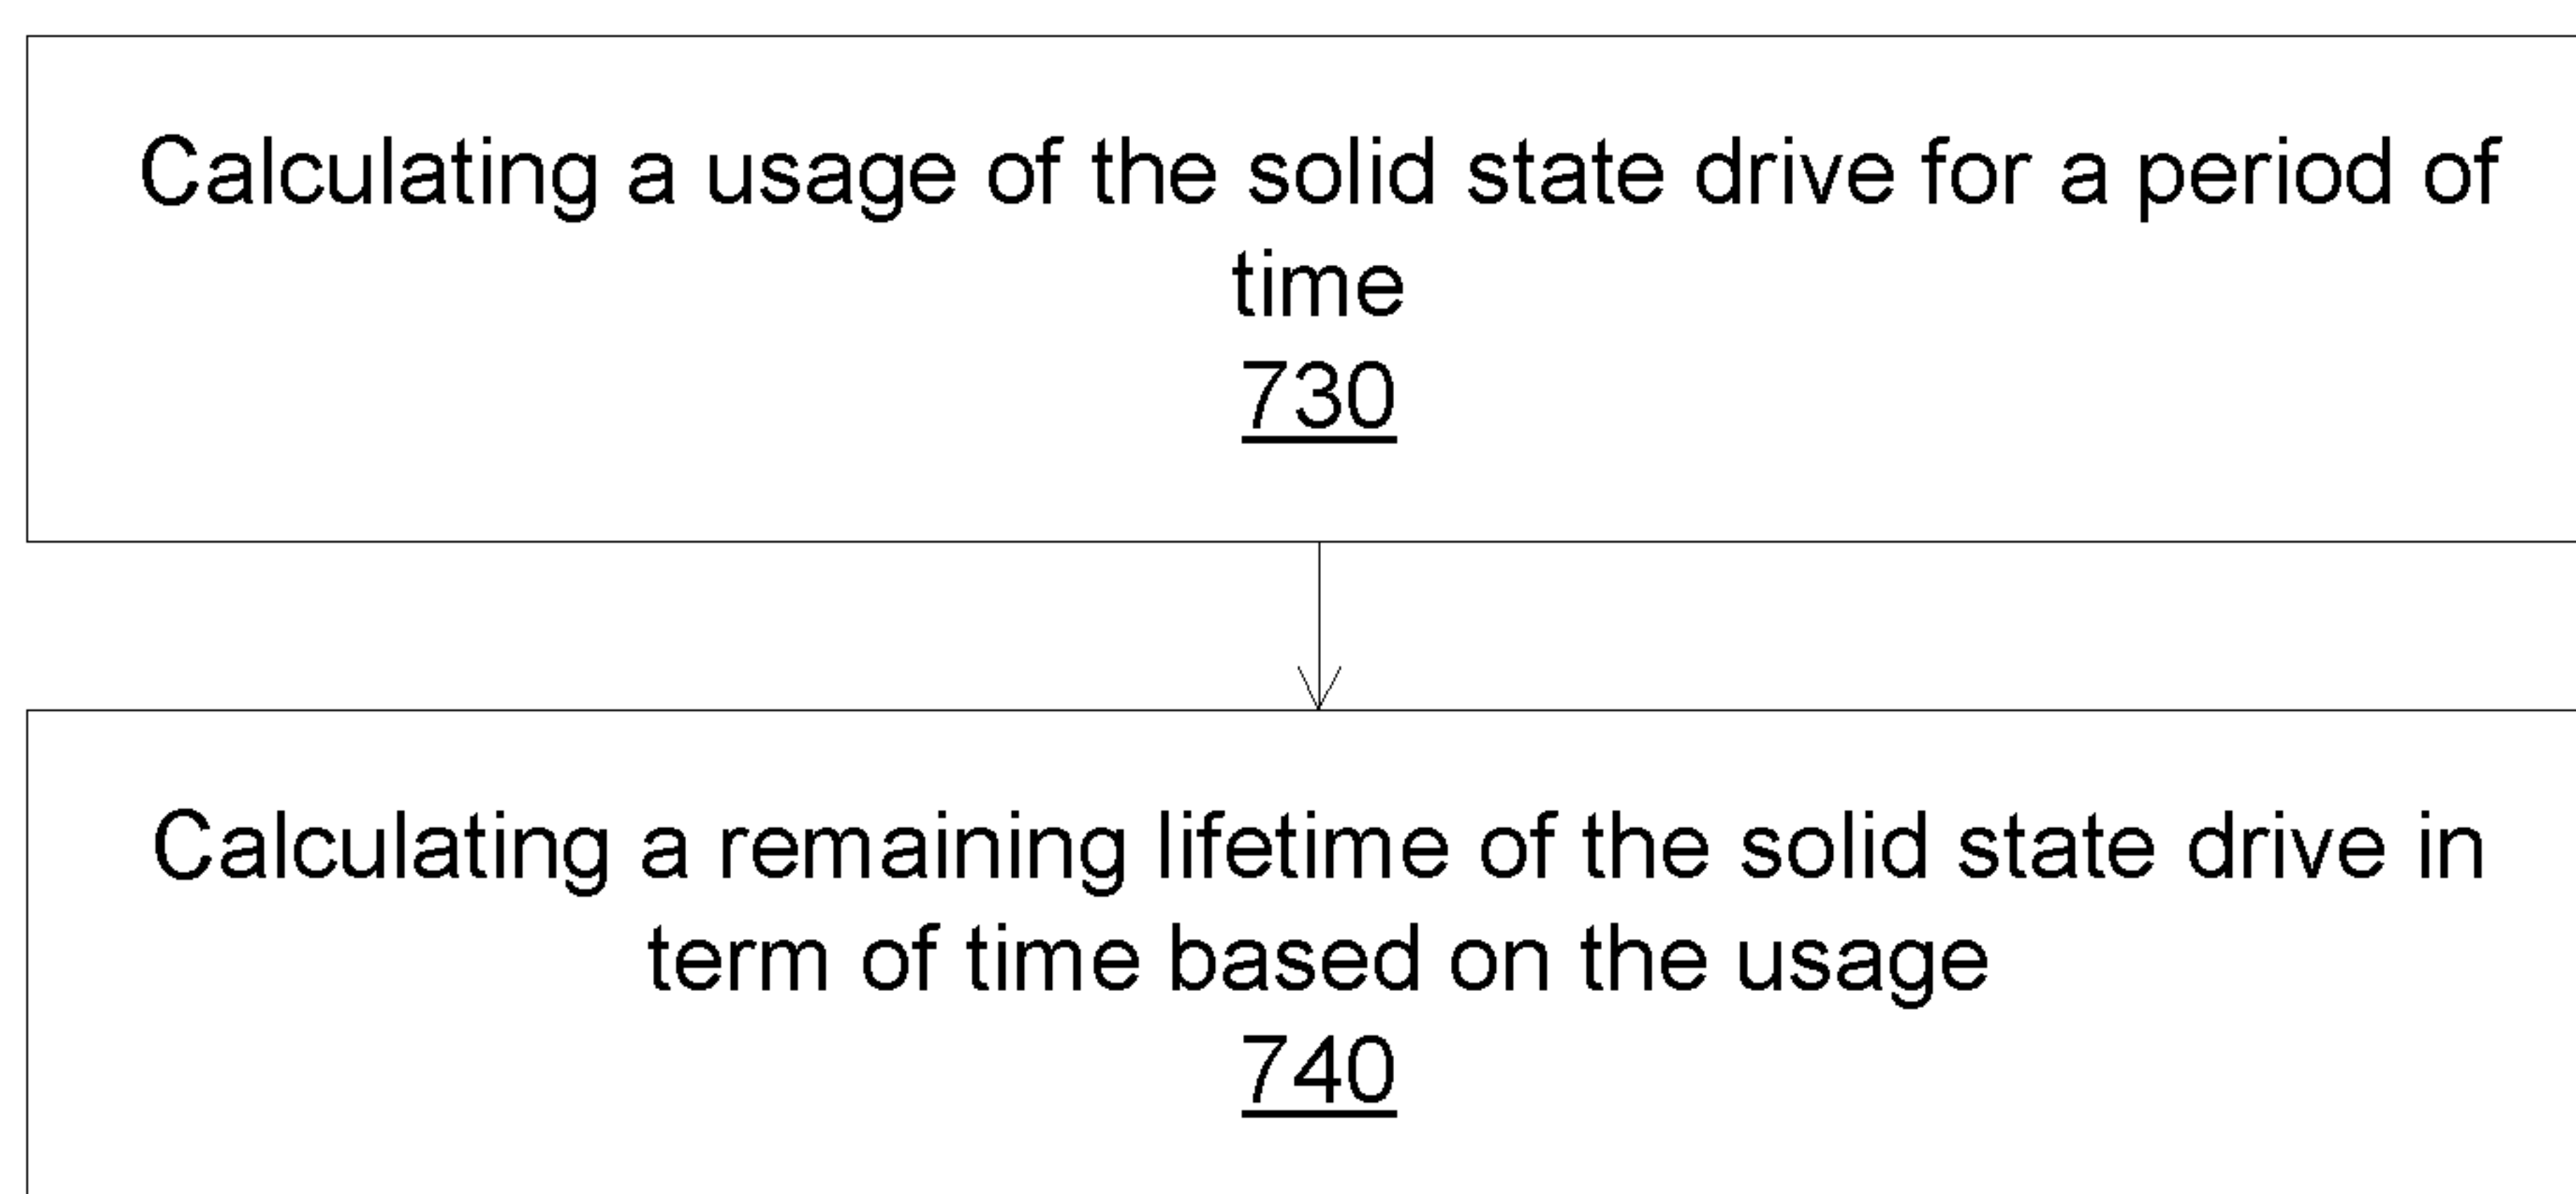 Calculating a usage of the solid state drive for a period of
time
730
Calculating a remaining lifetime of the solid state drive in
term of time based on the usage
740